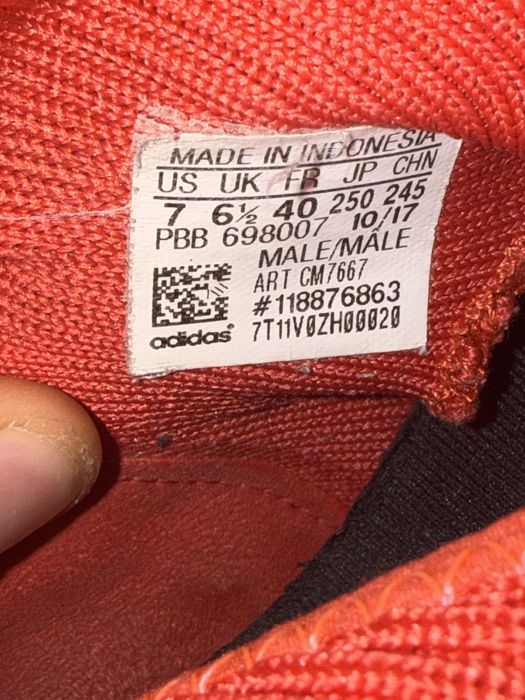 MADE IN INDONESIA
US UK FR JP CHN
7 6½ 40 250 245
PBB 698007 10/17
MALE/MÂLE
ART CM7667
#118876863
adidas® 7T11V0ZH00020